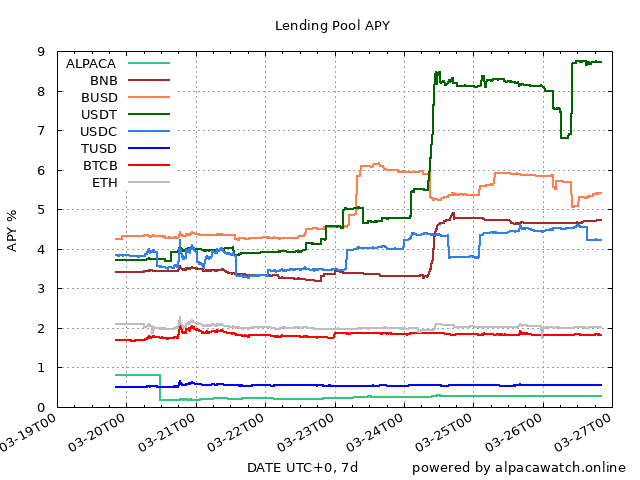 Lending Pool APY
9
8
7
6
5
4
3
2
1
0
APY %
ALPACA
BNB
BUSD
USDT
USDC
TUSD
BTCB
ETH
03-19T00
03-20T00
03-21T00
03-22T00
03-23T00
03-24T00
03-25T00
03-26T00
03-27T00
DATE UTC+0, 7d
powered by alpacawatch.online